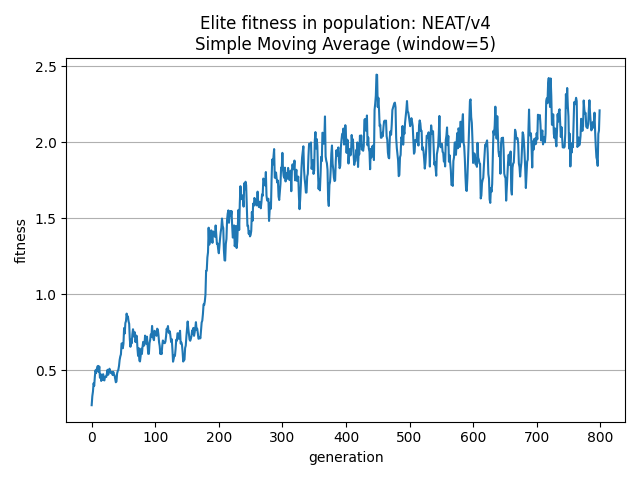 Elite fitness in population: NEAT/v4
Simple Moving Average (window=5)
2.5
2.0
1.5
1.0
0.5
fitness
0 100 200 300 400 500 600 700 800
generation